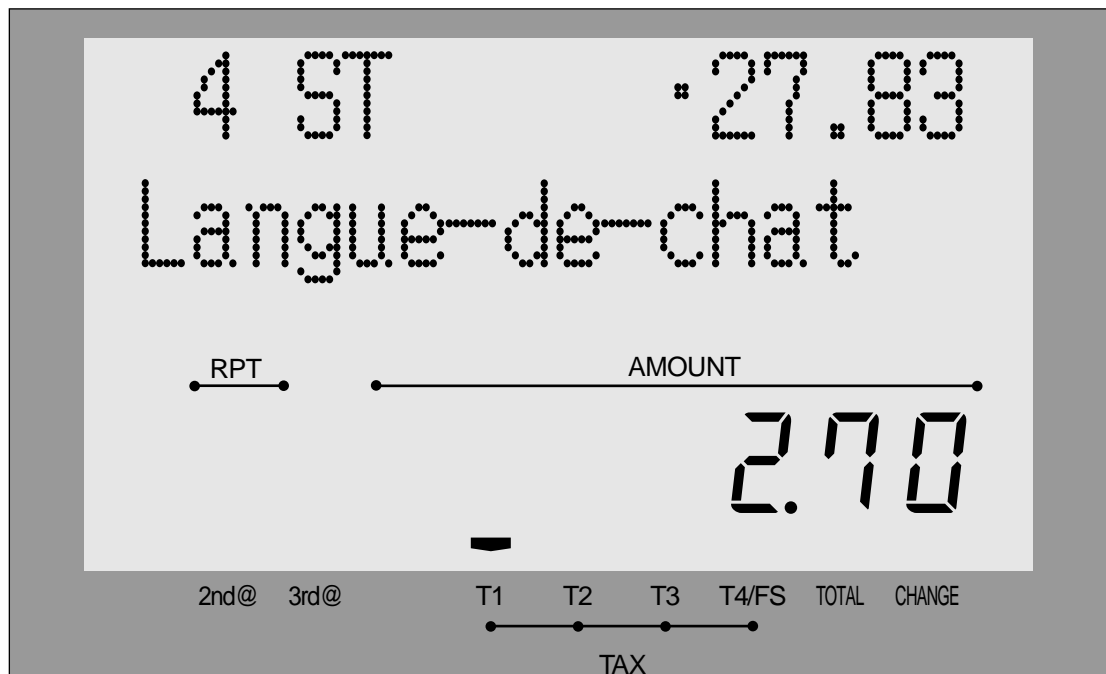 4 ST ·27.83
Langue-de-chat
RPT AMOUNT
2.70
2nd@ 3rd@ T1 T2 T3 T4/FS TOTAL CHANGE
TAX